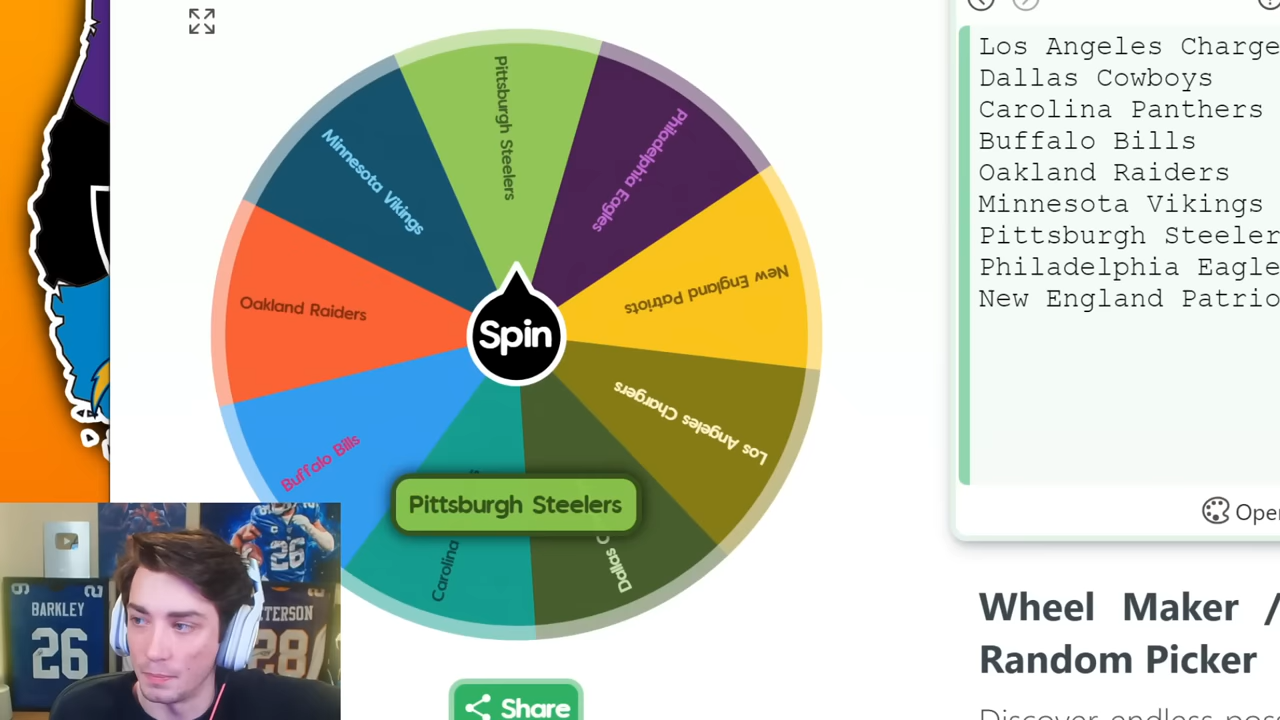 Pittsburgh Steelers
Philadelphia Eagles
New England Patriots
Los Angeles Chargers
Dallas C
Carolina
Buffalo Bills
Oakland Raiders
Minnesota Vikings
Spin
Pittsburgh Steelers
Share
Los Angeles Charge
Dallas Cowboys
Carolina Panthers
Buffalo Bills
Oakland Raiders
Minnesota Vikings
Pittsburgh Steeler
Philadelphia Eagle
New England Patrio
Open
Wheel Maker /
Random Picker
BARKLEY
26
26
TERSON
28